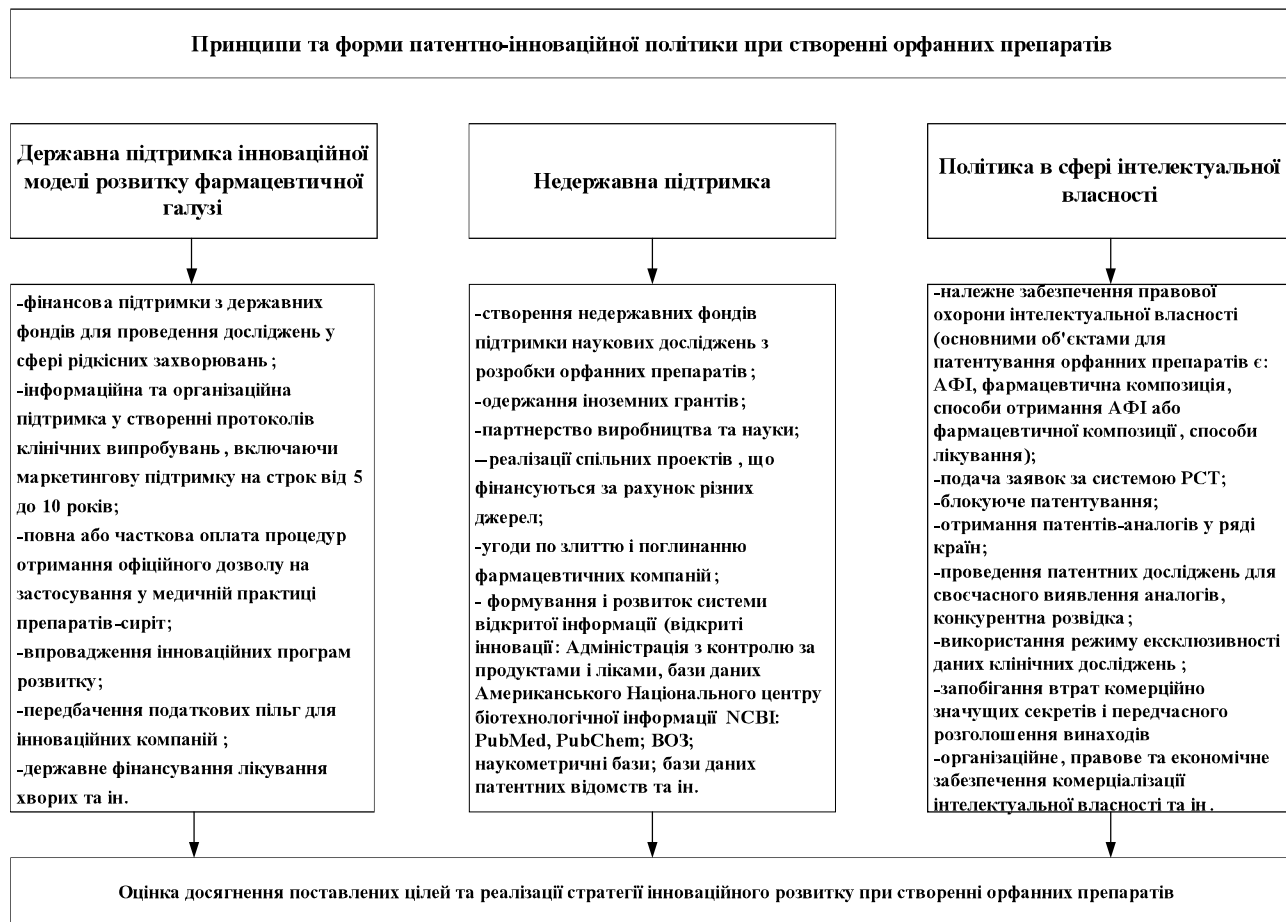 Принципи та форми патентно-інноваційної політики при створенні орфанних препаратів
Державна підтримка інноваційної
моделі розвитку фармацевтичної
галузі
Недержавна підтримка
Політика в сфері інтелектуальної
власності
-фінансова підтримки з державних
фондів для проведення досліджень у
сфері рідкісних захворювань;
-інформаційна та організаційна
підтримка у створенні протоколів
клінічних випробувань, включаючи
маркетингову підтримку на строк від 5
до 10 років;
-повна або часткова оплата процедур
отримання офіційного дозволу на
застосування у медичній практиці
препаратів-сиріт;
-впровадження інноваційних програм
розвитку;
-передбачення податкових пільг для
інноваційних компаній ;
-державне фінансування лікування
хворих та ін.
-створення недержавних фондів
підтримки наукових досліджень з
розробки орфанних препаратів;
-одержання іноземних грантів;
-партнерство виробництва та науки;
–реалізації спільних проектів , що
фінансуються за рахунок різних
джерел;
-угоди по злиттю і поглинанню
фармацевтичних компаній;
- формування і розвиток системи
відкритої інформації (відкриті
інновації: Адміністрація з контролю за
продуктами і ліками, бази даних
Американського Національного центру
біотехнологічної інформації NCBI:
PubMed, PubChem; ВОЗ;
наукометричні бази; бази даних
патентних відомств та ін.
-належне забезпечення правової
охорони інтелектуальної власності
(основними об'єктами для
патентування орфанних препаратів є:
АФІ, фармацевтична композиція,
способи отримання АФІ або
фармацевтичної композиції , способи
лікування);
-подача заявок за системою РСТ;
-блокуюче патентування;
-отримання патентів-аналогів у ряді
країн;
-проведення патентних досліджень для
своєчасного виявлення аналогів,
конкурентна розвідка;
-використання режиму ексклюзивності
даних клінічних досліджень ;
-запобігання втрат комерційно
значущих секретів і передчасного
розголошення винаходів
-організаційне, правове та економічне
забезпечення комерціалізації
інтелектуальної власності та ін .
Оцінка досягнення поставлених цілей та реалізації стратегії інноваційного розвитку при створенні орфанних препаратів